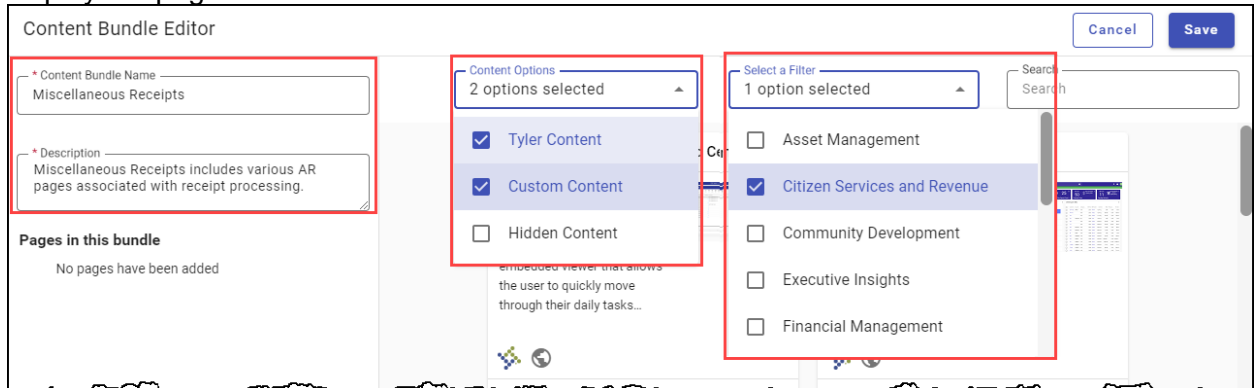 Content Bundle Editor
Cancel
Save
* Content Bundle Name
Miscellaneous Receipts
Content Options
2 options selected
Select a Filter
1 option selected
Search
Search
* Description
Miscellaneous Receipts includes various AR
pages associated with receipt processing.
Tyler Content
Custom Content
Hidden Content
Asset Management
Citizen Services and Revenue
Community Development
Executive Insights
Financial Management
Pages in this bundle
No pages have been added
embedded viewer that allows
the user to quickly move
through their daily tasks...